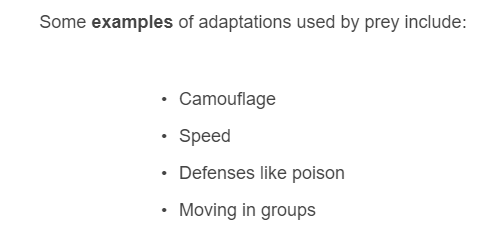 Some examples of adaptations used by prey include:
• Camouflage
• Speed
• Defenses like poison
• Moving in groups